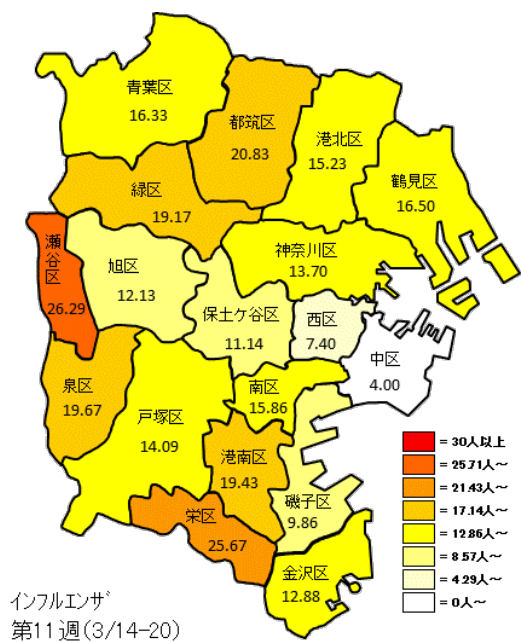 青葉区
16.33
都筑区
20.83
港北区
15.23
鶴見区
16.50
緑区
19.17
瀬谷区
26.29
旭区
12.13
神奈川区
13.70
保土ケ谷区
11.14
西区
7.40
中区
4.00
泉区
19.67
戸塚区
14.09
南区
15.86
港南区
19.43
磯子区
9.86
栄区
25.67
金沢区
12.88
= 30人以上
= 25.71人～
= 21.43人～
= 17.14人～
= 12.86人～
= 8.57人～
= 4.29人～
= 0人～
インフルエンザ
第11週(3/14-20)